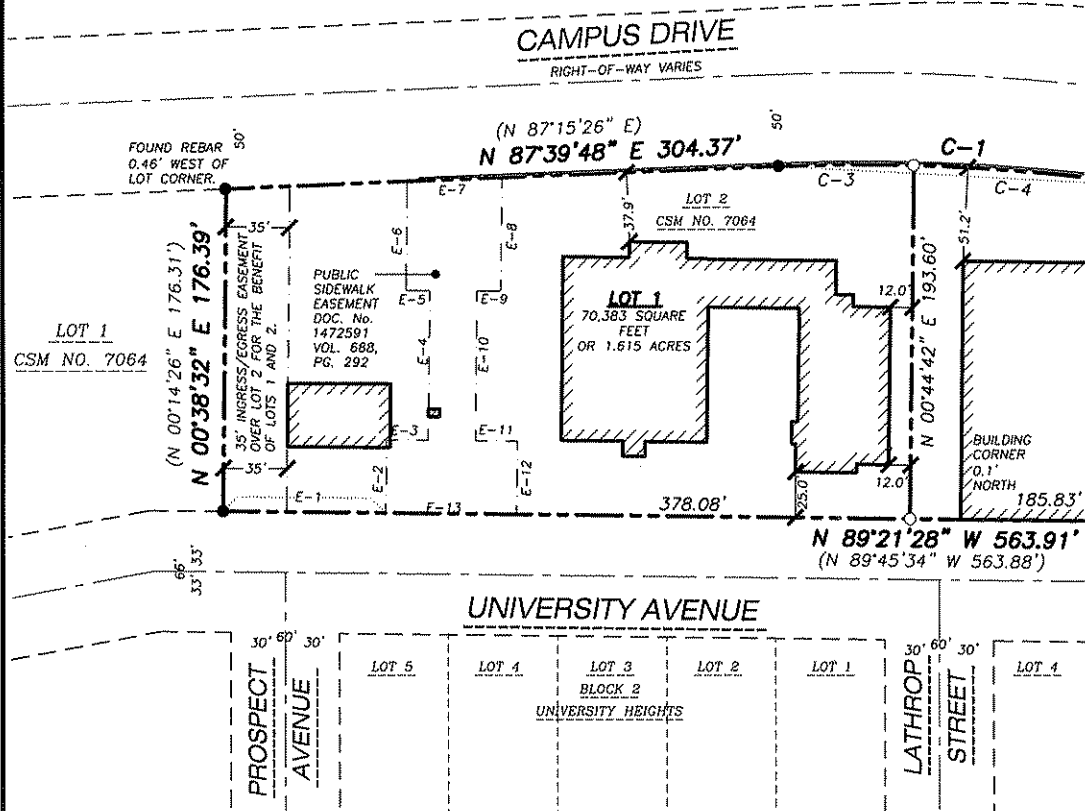 CAMPUS DRIVE
RIGHT-OF-WAY VARIES
(N 87°15'26" E)
N 87°39'48" E 304.37'
50'
50'
C-1
C-3
C-4
FOUND REBAR
0.46' WEST OF
LOT CORNER.
E-7
LOT 2
CSM NO. 7064
37.9'
51.2'
35'
E-6
E-8
PUBLIC
SIDEWALK
EASEMENT
DOC. No.
1472591
VOL. 688,
PG. 292
E-5
E-9
E-4
E-10
LOT 1
70,383 SQUARE
FEET
OR 1.615 ACRES
12.0'
N 00°44'42" E 193.60'
LOT 1
CSM NO. 7064
(N 00°14'26" E 176.31')
N 00°38'32" E 176.39'
35' INGRESS/EGRESS EASEMENT
OVER LOT 2 FOR THE BENEFIT
OF LOTS 1 AND 2.
E-3
E-11
E-2
E-12
35'
E-1
E-13
378.08'
25.0'
12.0'
BUILDING
CORNER
0.1'
NORTH
185.83'
N 89°21'28" W 563.91'
(N 89°45'34" W 563.88')
66'
33' 33'
UNIVERSITY AVENUE
30' 60' 30'
PROSPECT
AVENUE
LOT 5
LOT 4
LOT 3
BLOCK 2
UNIVERSITY HEIGHTS
LOT 2
LOT 1
30' 60' 30'
LATHROP
STREET
LOT 4